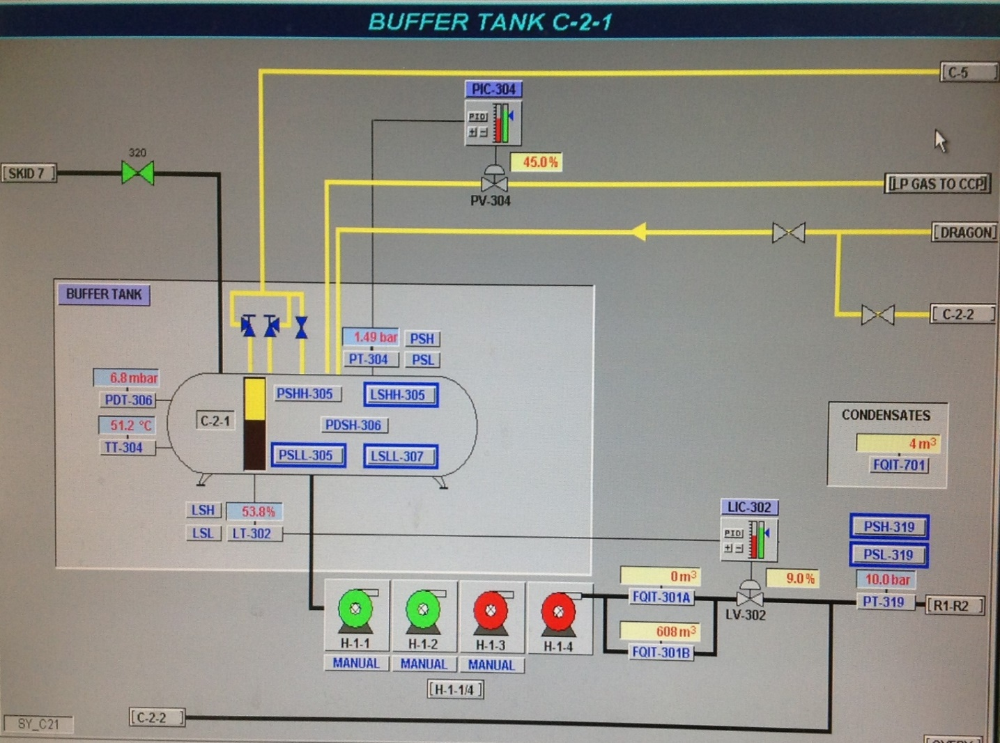 BUFFER TANK C-2-1
[ C-5 ]
PIC-304
PID
+ -
320
[ SKID 7 ]
45.0%
[LP GAS TO CCP]
PV-304
[ DRAGON ]
BUFFER TANK
[ C-2-2 ]
1.49 bar
PSH
PT-304
PSL
6.8 mbar
PDT-306
PSHH-305
LSHH-305
51.2 °C
C-2-1
PDSH-306
TT-304
PSLL-305
LSLL-307
CONDENSATES
4 m³
FQIT-701
LSH
53.8%
LSL
LT-302
LIC-302
PID
+ -
PSH-319
PSL-319
0 m³
9.0%
10.0 bar
FQIT-301A
PT-319
[ R1-R2 ]
LV-302
608 m³
FQIT-301B
H-1-1
H-1-2
H-1-3
H-1-4
MANUAL
MANUAL
MANUAL
[ H-1-1/4 ]
[ C-2-2 ]
SY_C21